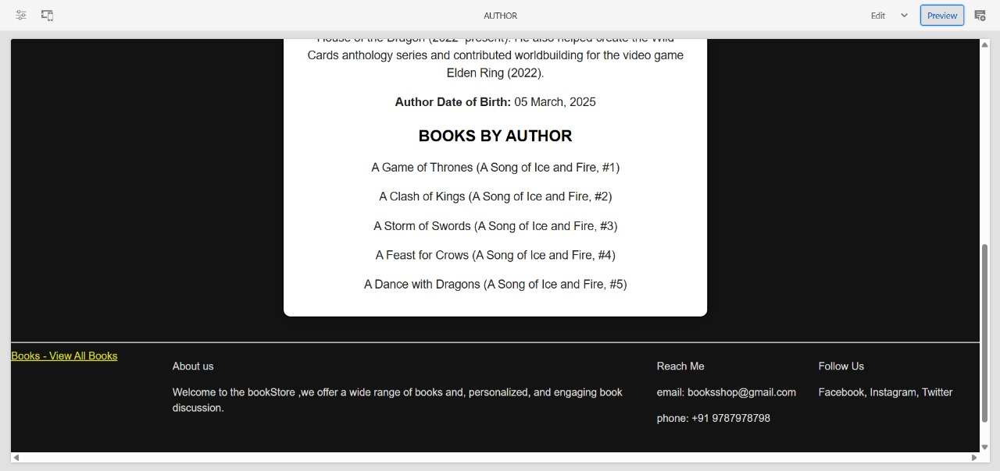 AUTHOR
Edit
Preview
House of the Dragon (2022–present). He also helped create the Wild
Cards anthology series and contributed worldbuilding for the video game
Elden Ring (2022).
Author Date of Birth: 05 March, 2025
BOOKS BY AUTHOR
A Game of Thrones (A Song of Ice and Fire, #1)
A Clash of Kings (A Song of Ice and Fire, #2)
A Storm of Swords (A Song of Ice and Fire, #3)
A Feast for Crows (A Song of Ice and Fire, #4)
A Dance with Dragons (A Song of Ice and Fire, #5)
Books - View All Books
About us
Welcome to the bookStore ,we offer a wide range of books and, personalized, and engaging book
discussion.
Reach Me
email: booksshop@gmail.com
phone: +91 9787978798
Follow Us
Facebook, Instagram, Twitter